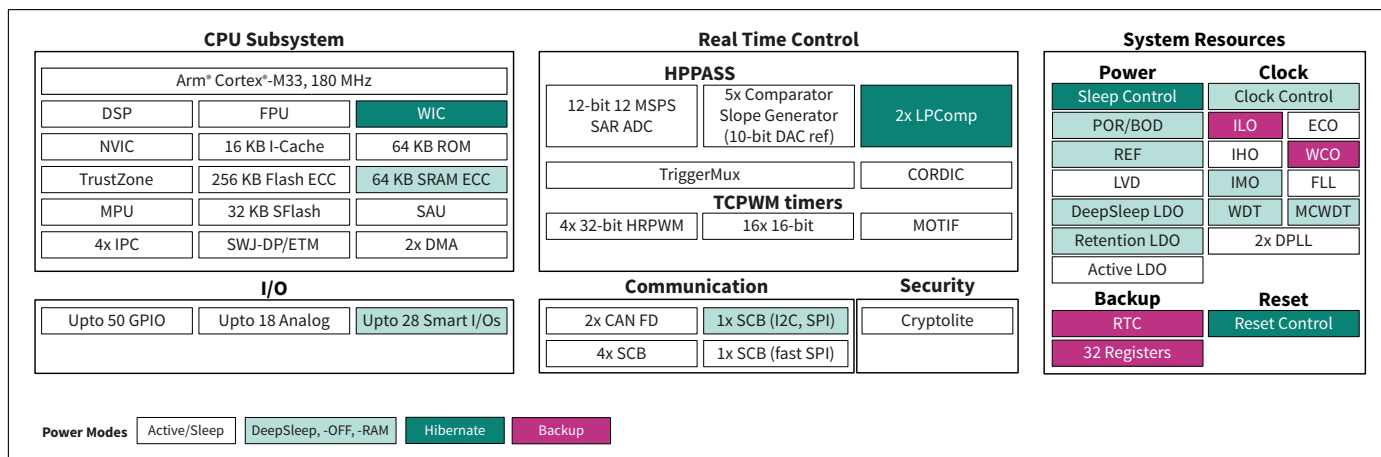 CPU Subsystem
Arm® Cortex®-M33, 180 MHz
DSP
FPU
WIC
NVIC
16 KB I-Cache
64 KB ROM
TrustZone
256 KB Flash ECC
64 KB SRAM ECC
MPU
32 KB SFlash
SAU
4x IPC
SWJ-DP/ETM
2x DMA
I/O
Upto 50 GPIO
Upto 18 Analog
Upto 28 Smart I/Os
Real Time Control
HPPASS
12-bit 12 MSPS
SAR ADC
5x Comparator
Slope Generator
(10-bit DAC ref)
2x LPComp
TriggerMux
CORDIC
TCPWM timers
4x 32-bit HRPWM
16x 16-bit
MOTIF
Communication
2x CAN FD
1x SCB (I2C, SPI)
4x SCB
1x SCB (fast SPI)
Security
Cryptolite
System Resources
Power
Sleep Control
POR/BOD
REF
LVD
DeepSleep LDO
Retention LDO
Active LDO
Clock
Clock Control
ILO
ECO
IHO
WCO
IMO
FLL
WDT
MCWDT
2x DPLL
Backup
RTC
32 Registers
Reset
Reset Control
Power Modes
Active/Sleep
DeepSleep, -OFF, -RAM
Hibernate
Backup